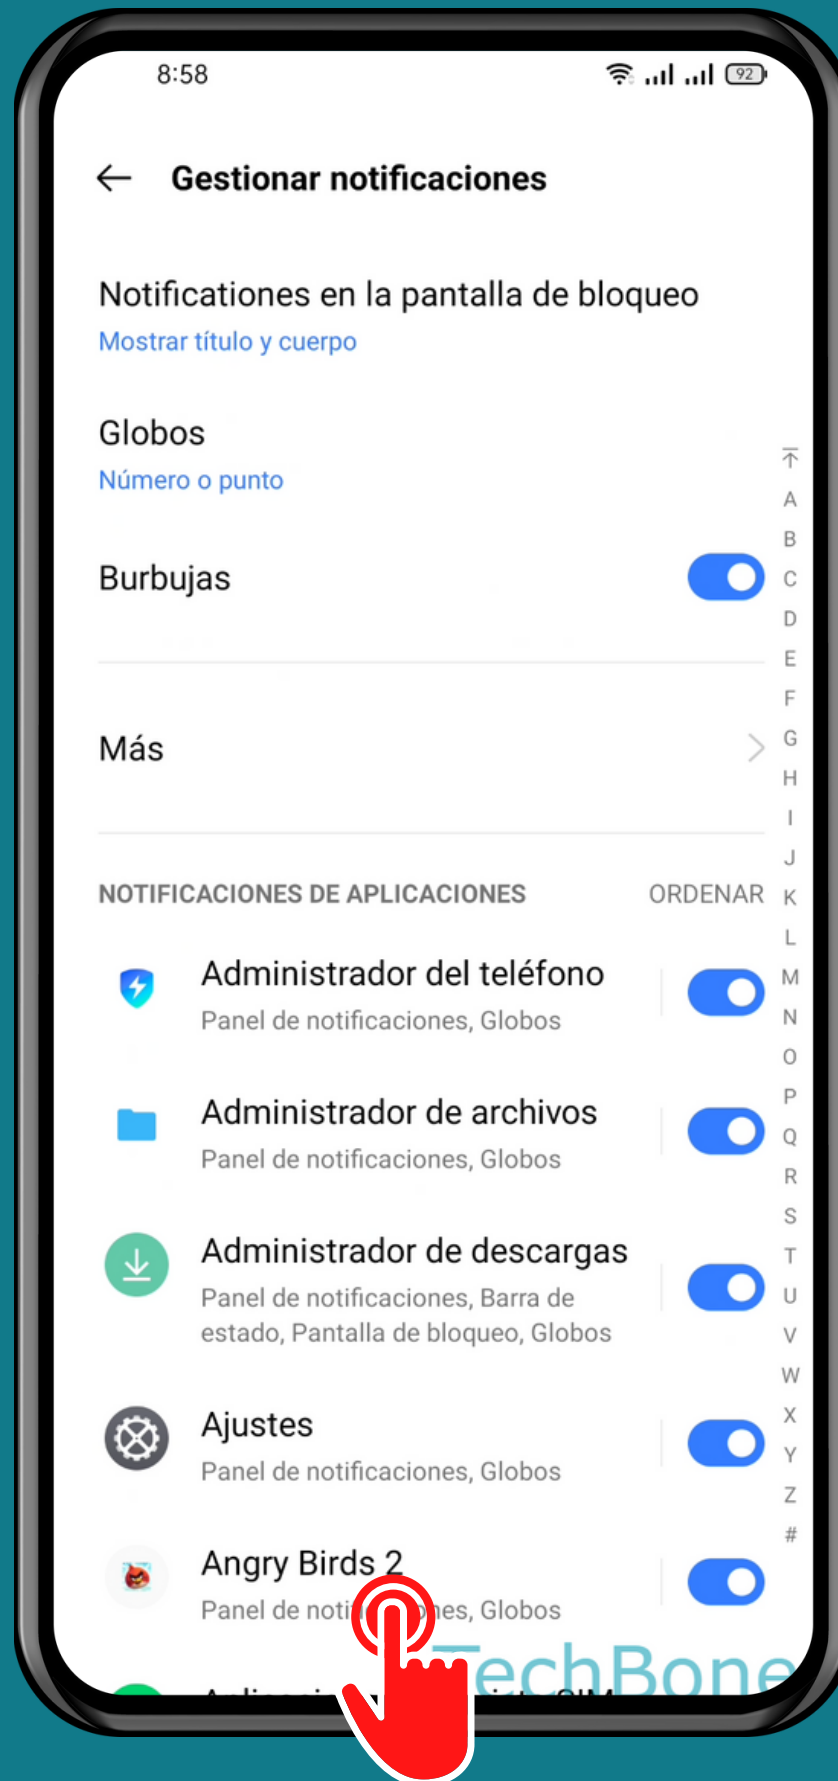 8:58
92
Gestionar notificaciones
Notificationes en la pantalla de bloqueo
Mostrar título y cuerpo
Globos
Número o punto
Burbujas
Más
NOTIFICACIONES DE APLICACIONES ORDENAR
Administrador del teléfono
Panel de notificaciones, Globos
Administrador de archivos
Panel de notificaciones, Globos
Administrador de descargas
Panel de notificaciones, Barra de
estado, Pantalla de bloqueo, Globos
Ajustes
Panel de notificaciones, Globos
Angry Birds 2
Panel de notificaciones, Globos
TechBone
A
B
C
D
E
F
G
H
I
J
K
L
M
N
O
P
Q
R
S
T
U
V
W
X
Y
Z
#